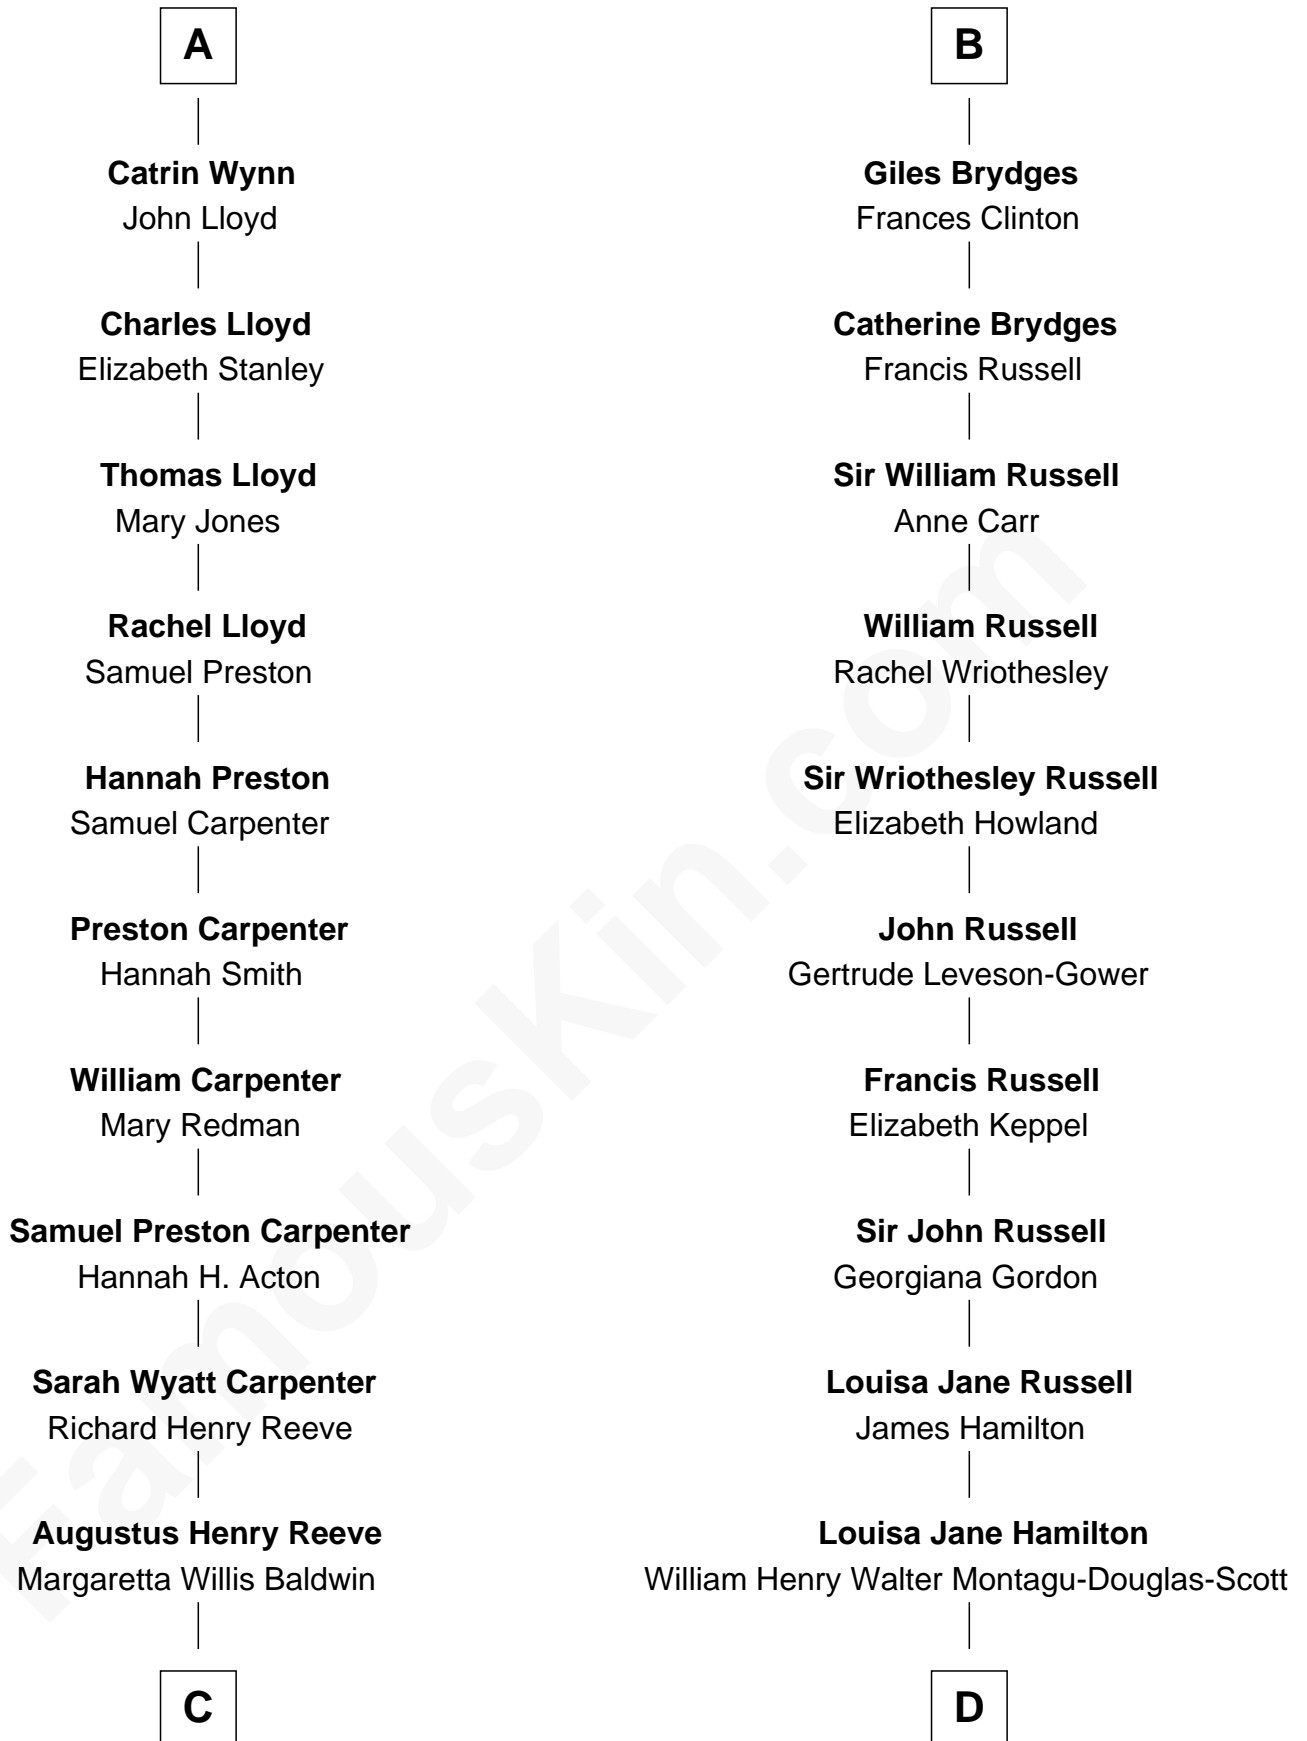 A
Catrin Wynn
John Lloyd
Charles Lloyd
Elizabeth Stanley
Thomas Lloyd
Mary Jones
Rachel Lloyd
Samuel Preston
Hannah Preston
Samuel Carpenter
Preston Carpenter
Hannah Smith
William Carpenter
Mary Redman
Samuel Preston Carpenter
Hannah H. Acton
Sarah Wyatt Carpenter
Richard Henry Reeve
Augustus Henry Reeve
Margaretta Willis Baldwin
C
B
Giles Brydges
Frances Clinton
Catherine Brydges
Francis Russell
Sir William Russell
Anne Carr
William Russell
Rachel Wriothesley
Sir Wriothesley Russell
Elizabeth Howland
John Russell
Gertrude Leveson-Gower
Francis Russell
Elizabeth Keppel
Sir John Russell
Georgiana Gordon
Louisa Jane Russell
James Hamilton
Louisa Jane Hamilton
William Henry Walter Montagu-Douglas-Scott
D
FamousKin.com